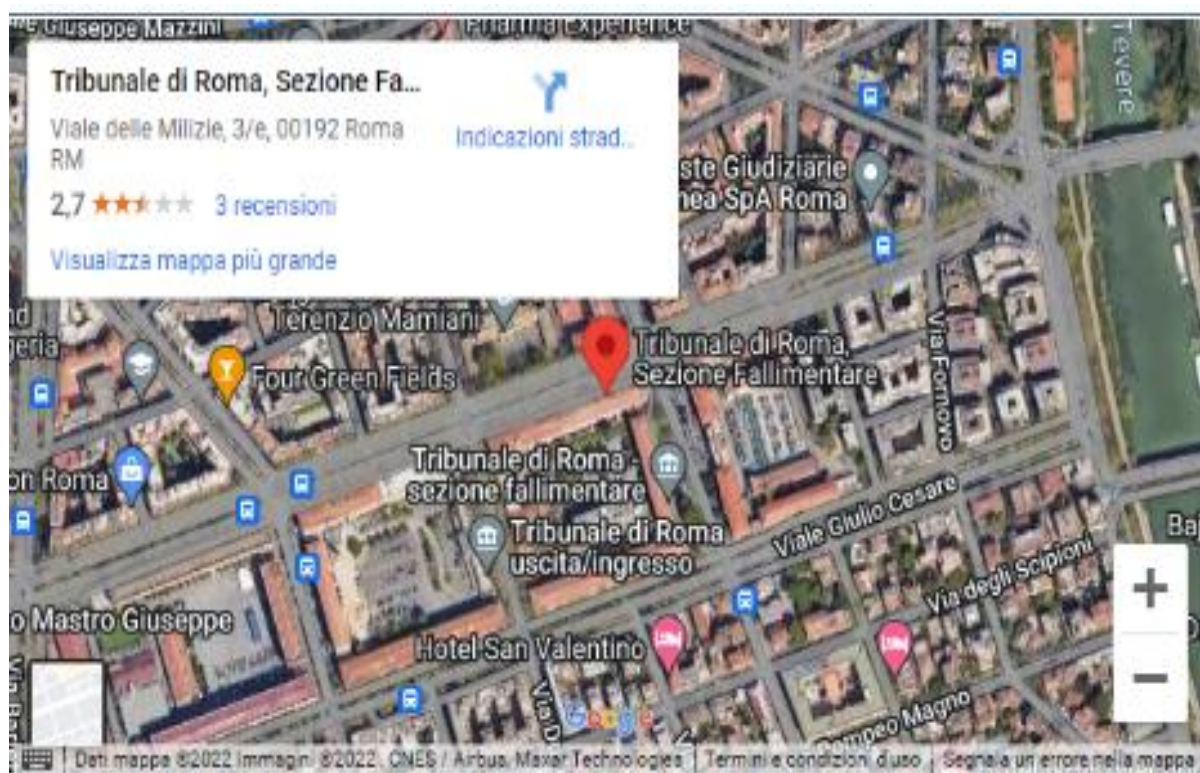 Giuseppe Mazzini
Pharma Experience
Tribunale di Roma, Sezione Fa...
Viale delle Milizie, 3/e, 00192 Roma
RM
2,7
3 recensioni
Visualizza mappa più grande
Indicazioni strad...
Tevere
ste Giudiziarie
nea SpA Roma
Terenzio Mamiani
Four Green Fields
Tribunale di Roma,
Sezione Fallimentare
Via Fornovo
on Roma
Tribunale di Roma -
sezione fallimentare
Tribunale di Roma
uscita/ingresso
Viale Giulio Cesare
Via degli Scipioni
o Mastro Giuseppe
Hotel San Valentino
Pompeo Magno
Google
+
−
Dati mappa ©2022 Immagini ©2022, CNES / Airbus, Maxar Technologies
Termini e condizioni d'uso
Segnala un errore nella mappa